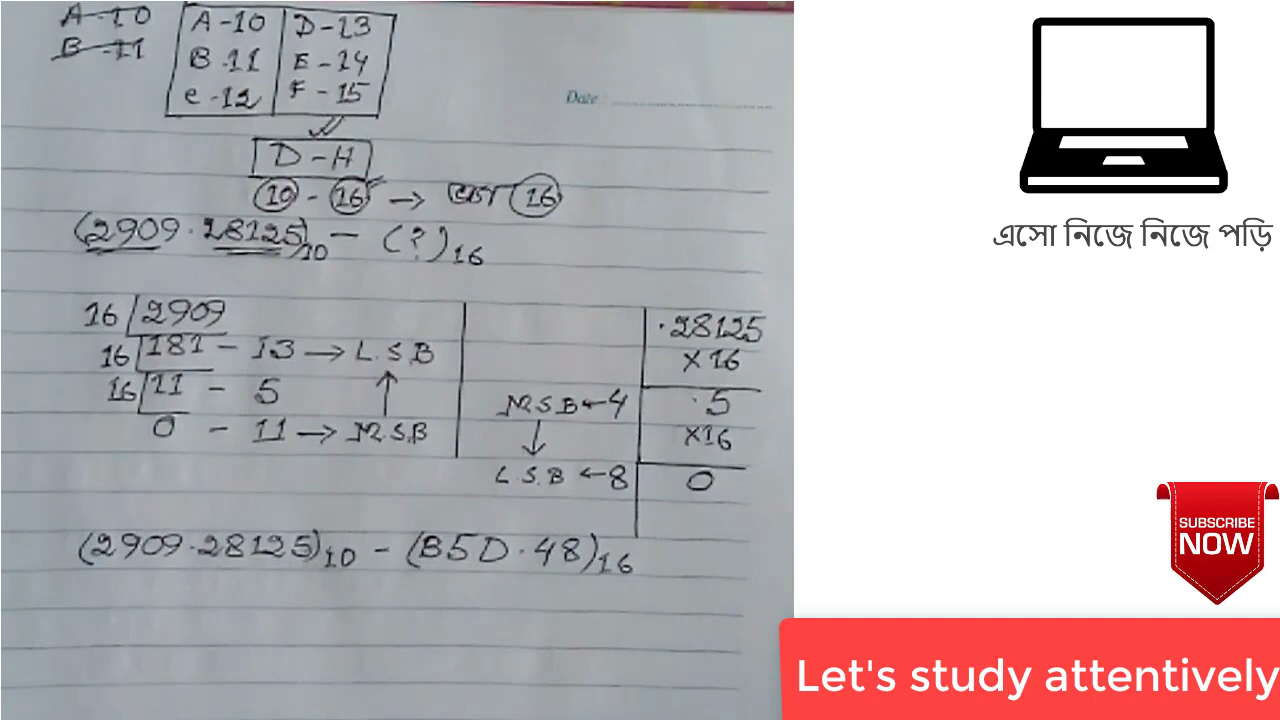 A-10
B-11
A-10 D-13
B-11 E-14
C-12 F-15
Date
D-H
10 - 16 → ভাগ 16
(2909.28125)10 - (?)16
16 2909
16 181 - 13 → L.S.B
16 11 - 5
0 - 11 → M.S.B
.28125
×16
M.S.B ← 4 .5
×16
L.S.B ← 8 0
(2909.28125)10 - (B5D.48)16
এসো নিজে নিজে পড়ি
SUBSCRIBE
NOW
Let's study attentively